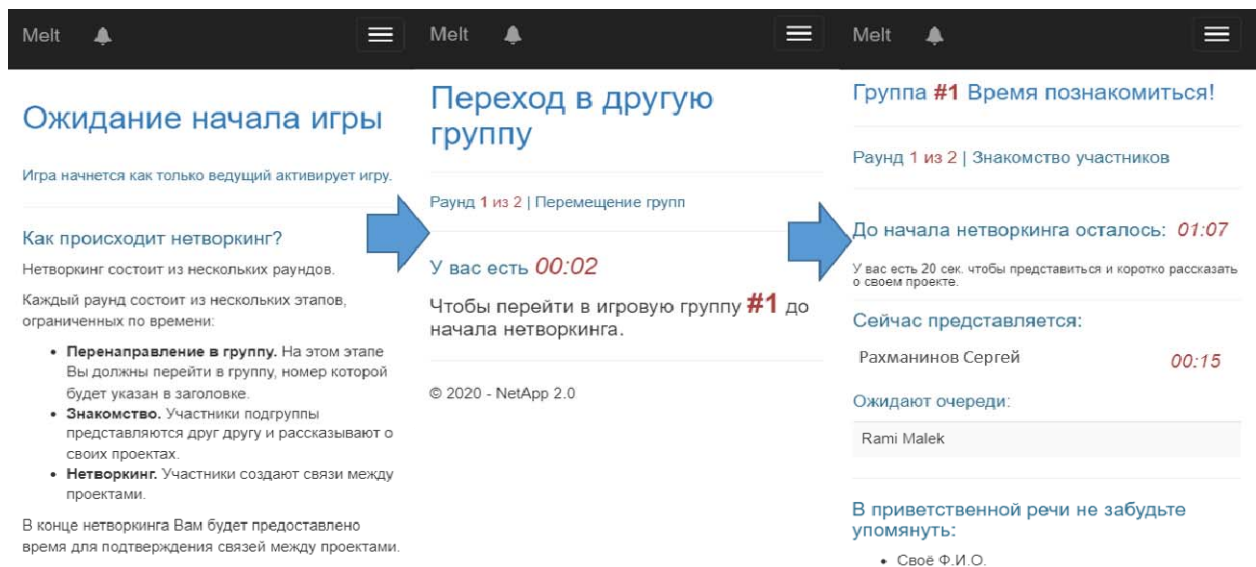 Melt
Ожидание начала игры
Игра начнется как только ведущий активирует игру.
Как происходит нетворкинг?
Нетворкинг состоит из нескольких раундов.
Каждый раунд состоит из нескольких этапов,
ограниченных по времени:
• Перенаправление в группу. На этом этапе
Вы должны перейти в группу, номер которой
будет указан в заголовке.
• Знакомство. Участники подгруппы
представляются друг другу и рассказывают о
своих проектах.
• Нетворкинг. Участники создают связи между
проектами.
В конце нетворкинга Вам будет предоставлено
время для подтверждения связей между проектами.
Melt
Переход в другую
группу
Раунд 1 из 2 | Перемещение групп
У вас есть 00:02
Чтобы перейти в игровую группу #1 до
начала нетворкинга.
© 2020 - NetApp 2.0
Melt
Группа #1 Время познакомиться!
Раунд 1 из 2 | Знакомство участников
До начала нетворкинга осталось: 01:07
У вас есть 20 сек. чтобы представиться и коротко рассказать
о своем проекте.
Сейчас представляется:
Рахманинов Сергей 00:15
Ожидают очереди:
Rami Malek
В приветственной речи не забудьте
упомянуть:
• Своё Ф.И.О.